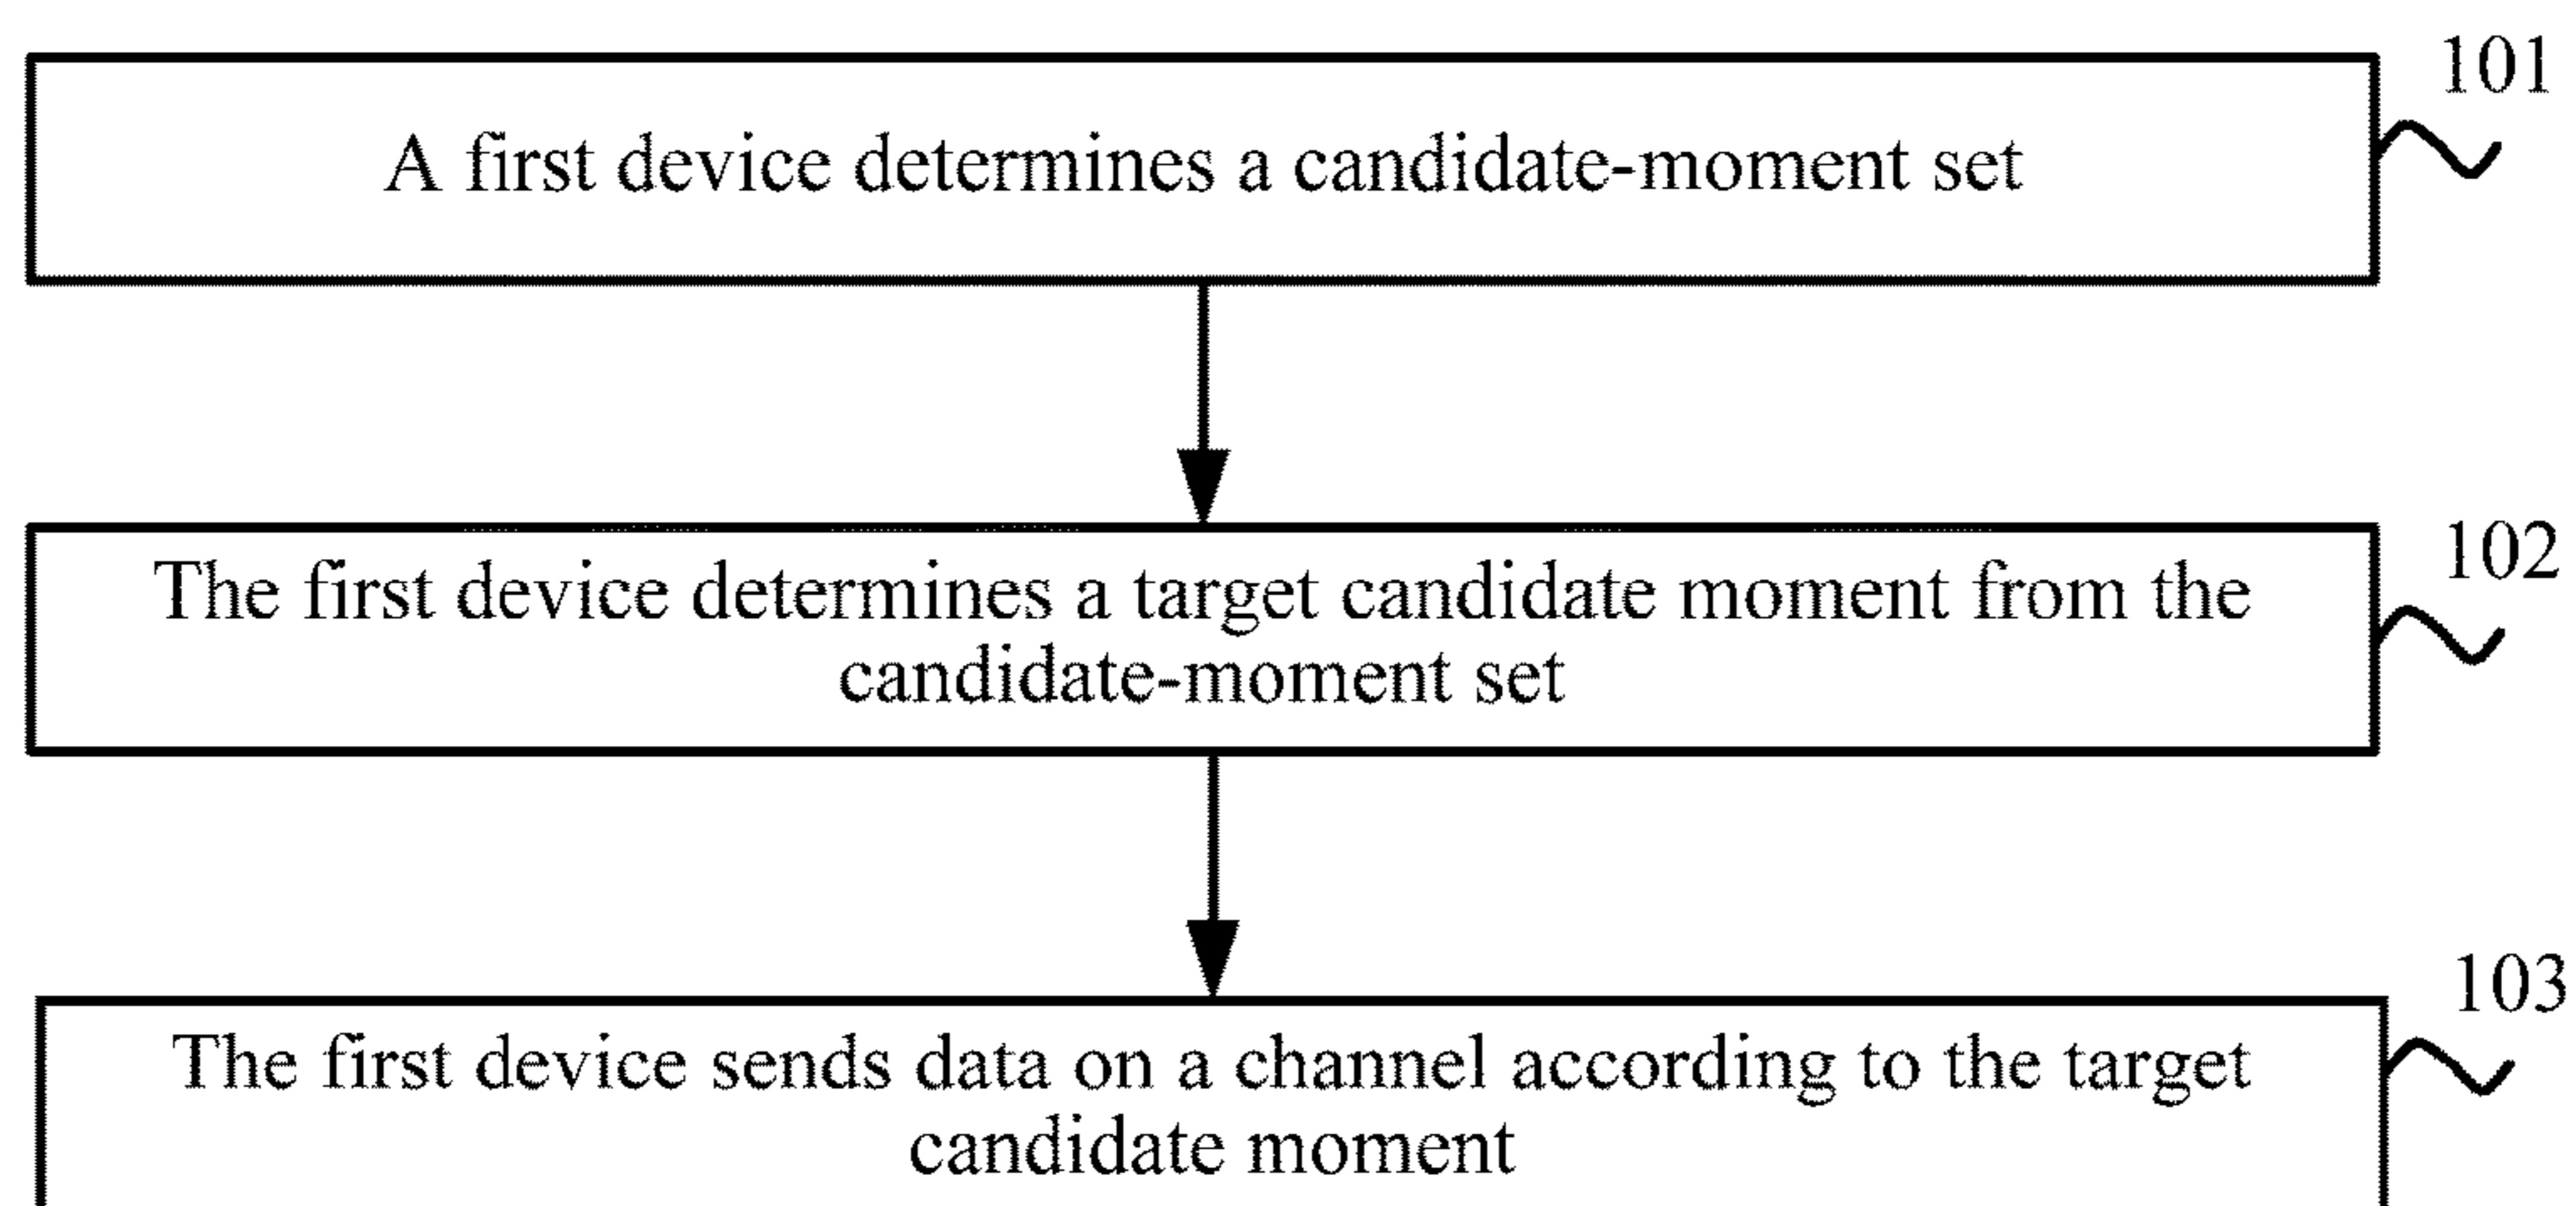 101
A first device determines a candidate-moment set
102
The first device determines a target candidate moment from the
candidate-moment set
103
The first device sends data on a channel according to the target
candidate moment